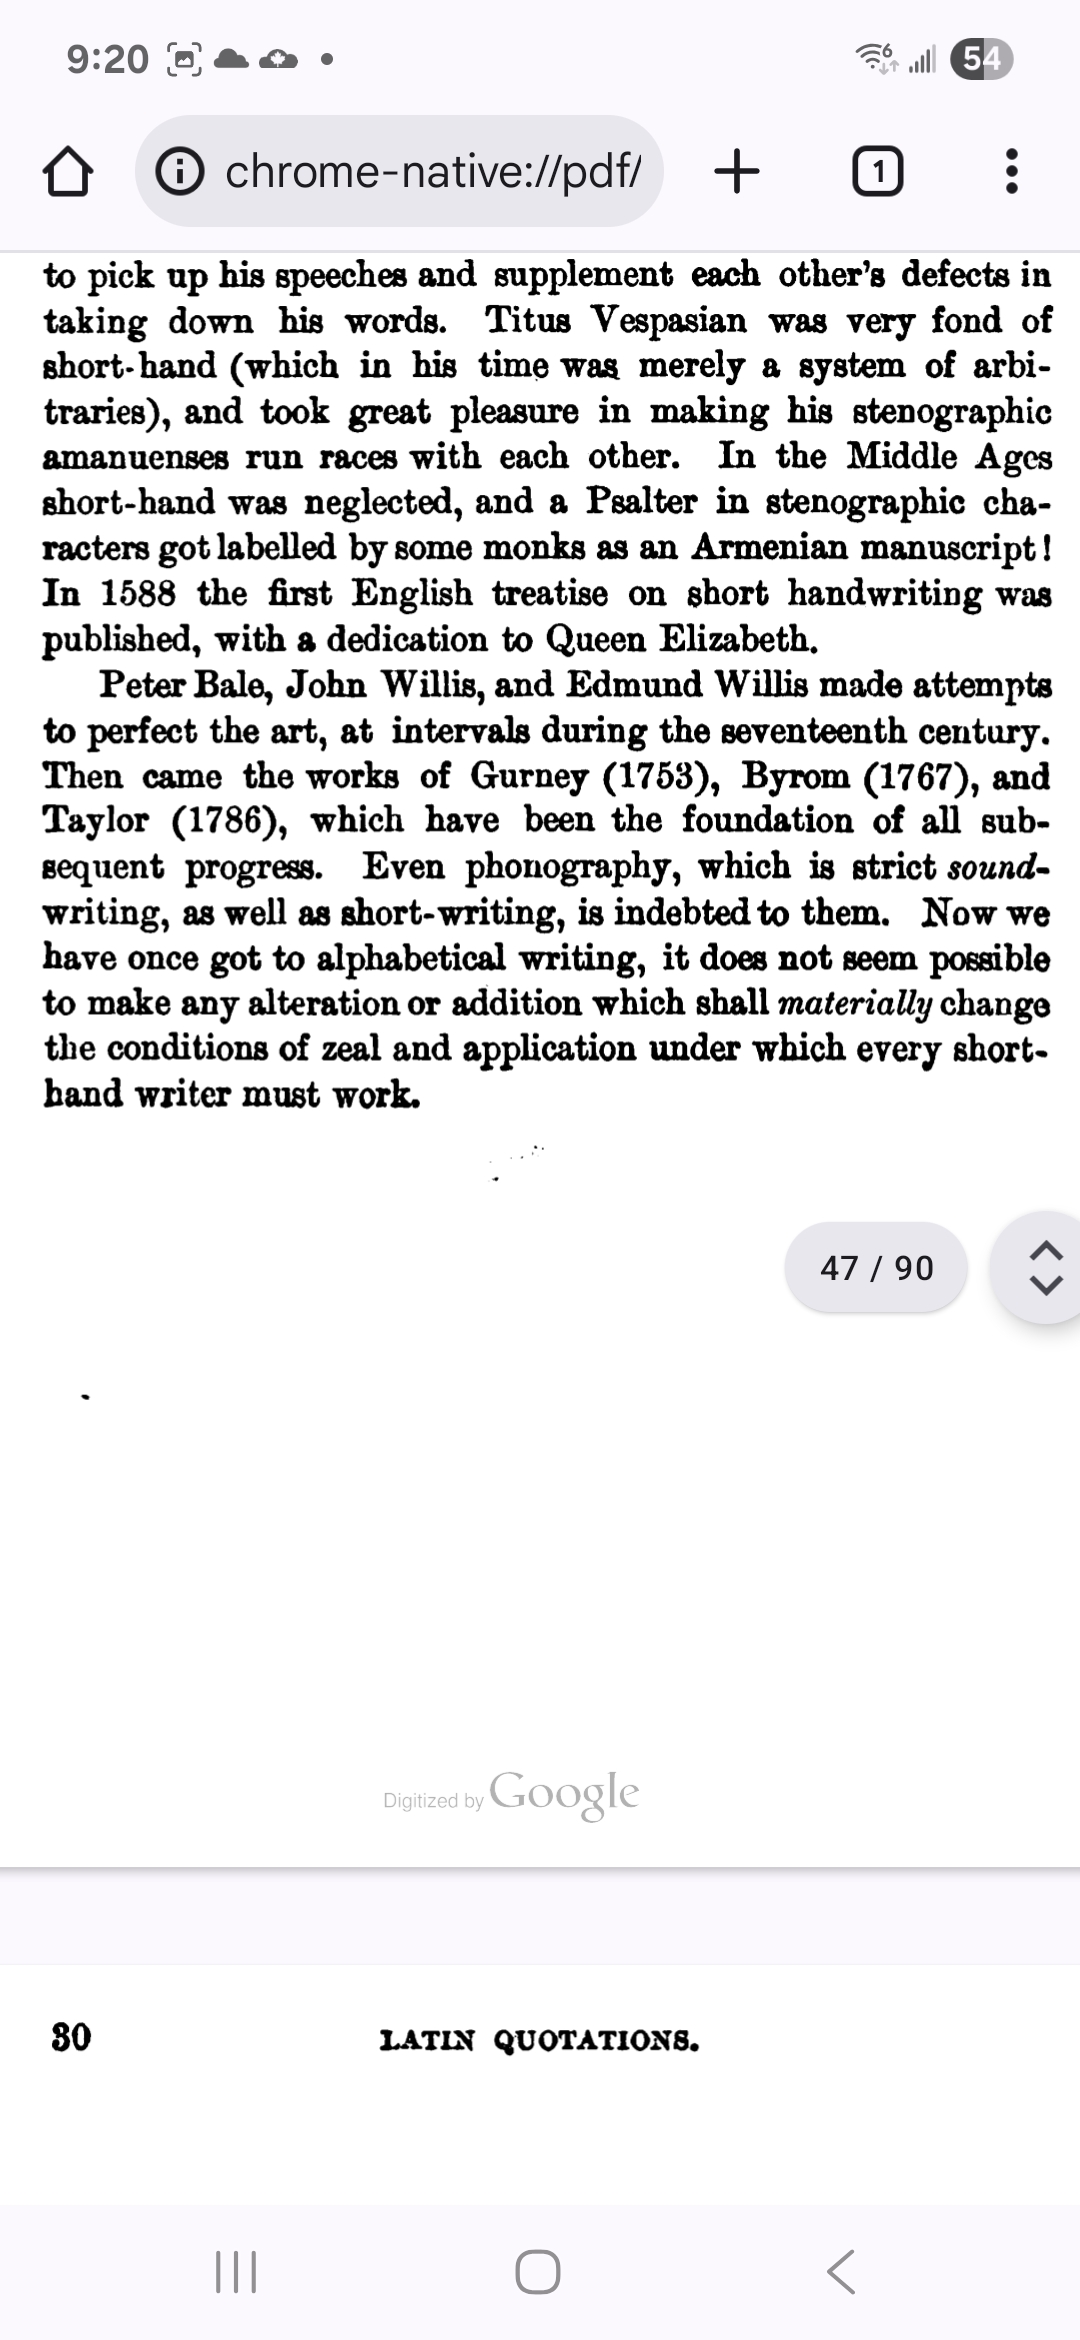 9:20
6
54
chrome-native://pdf/
1
to pick up his speeches and supplement each other's defects in
taking down his words. Titus Vespasian was very fond of
short-hand (which in his time was merely a system of arbi-
traries), and took great pleasure in making his stenographic
amanuenses run races with each other. In the Middle Ages
short-hand was neglected, and a Psalter in stenographic cha-
racters got labelled by some monks as an Armenian manuscript!
In 1588 the first English treatise on short handwriting was
published, with a dedication to Queen Elizabeth.
Peter Bale, John Willis, and Edmund Willis made attempts
to perfect the art, at intervals during the seventeenth century.
Then came the works of Gurney (1753), Byrom (1767), and
Taylor (1786), which have been the foundation of all sub-
sequent progress. Even phonography, which is strict sound-
writing, as well as short-writing, is indebted to them. Now we
have once got to alphabetical writing, it does not seem possible
to make any alteration or addition which shall materially change
the conditions of zeal and application under which every short-
hand writer must work.
47 / 90
Digitized by Google
30 LATIN QUOTATIONS.